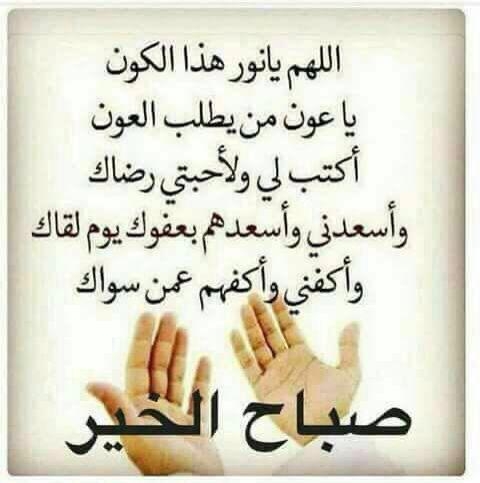 اللهم يانور هذا الكون
يا عون من يطلب العون
أكتب لي ولأحبتي رضاك
وأسعدني وأسعدهم بعفوك يوم لقاك
وأكفني وأكفهم عمن سواك
صباح الخير